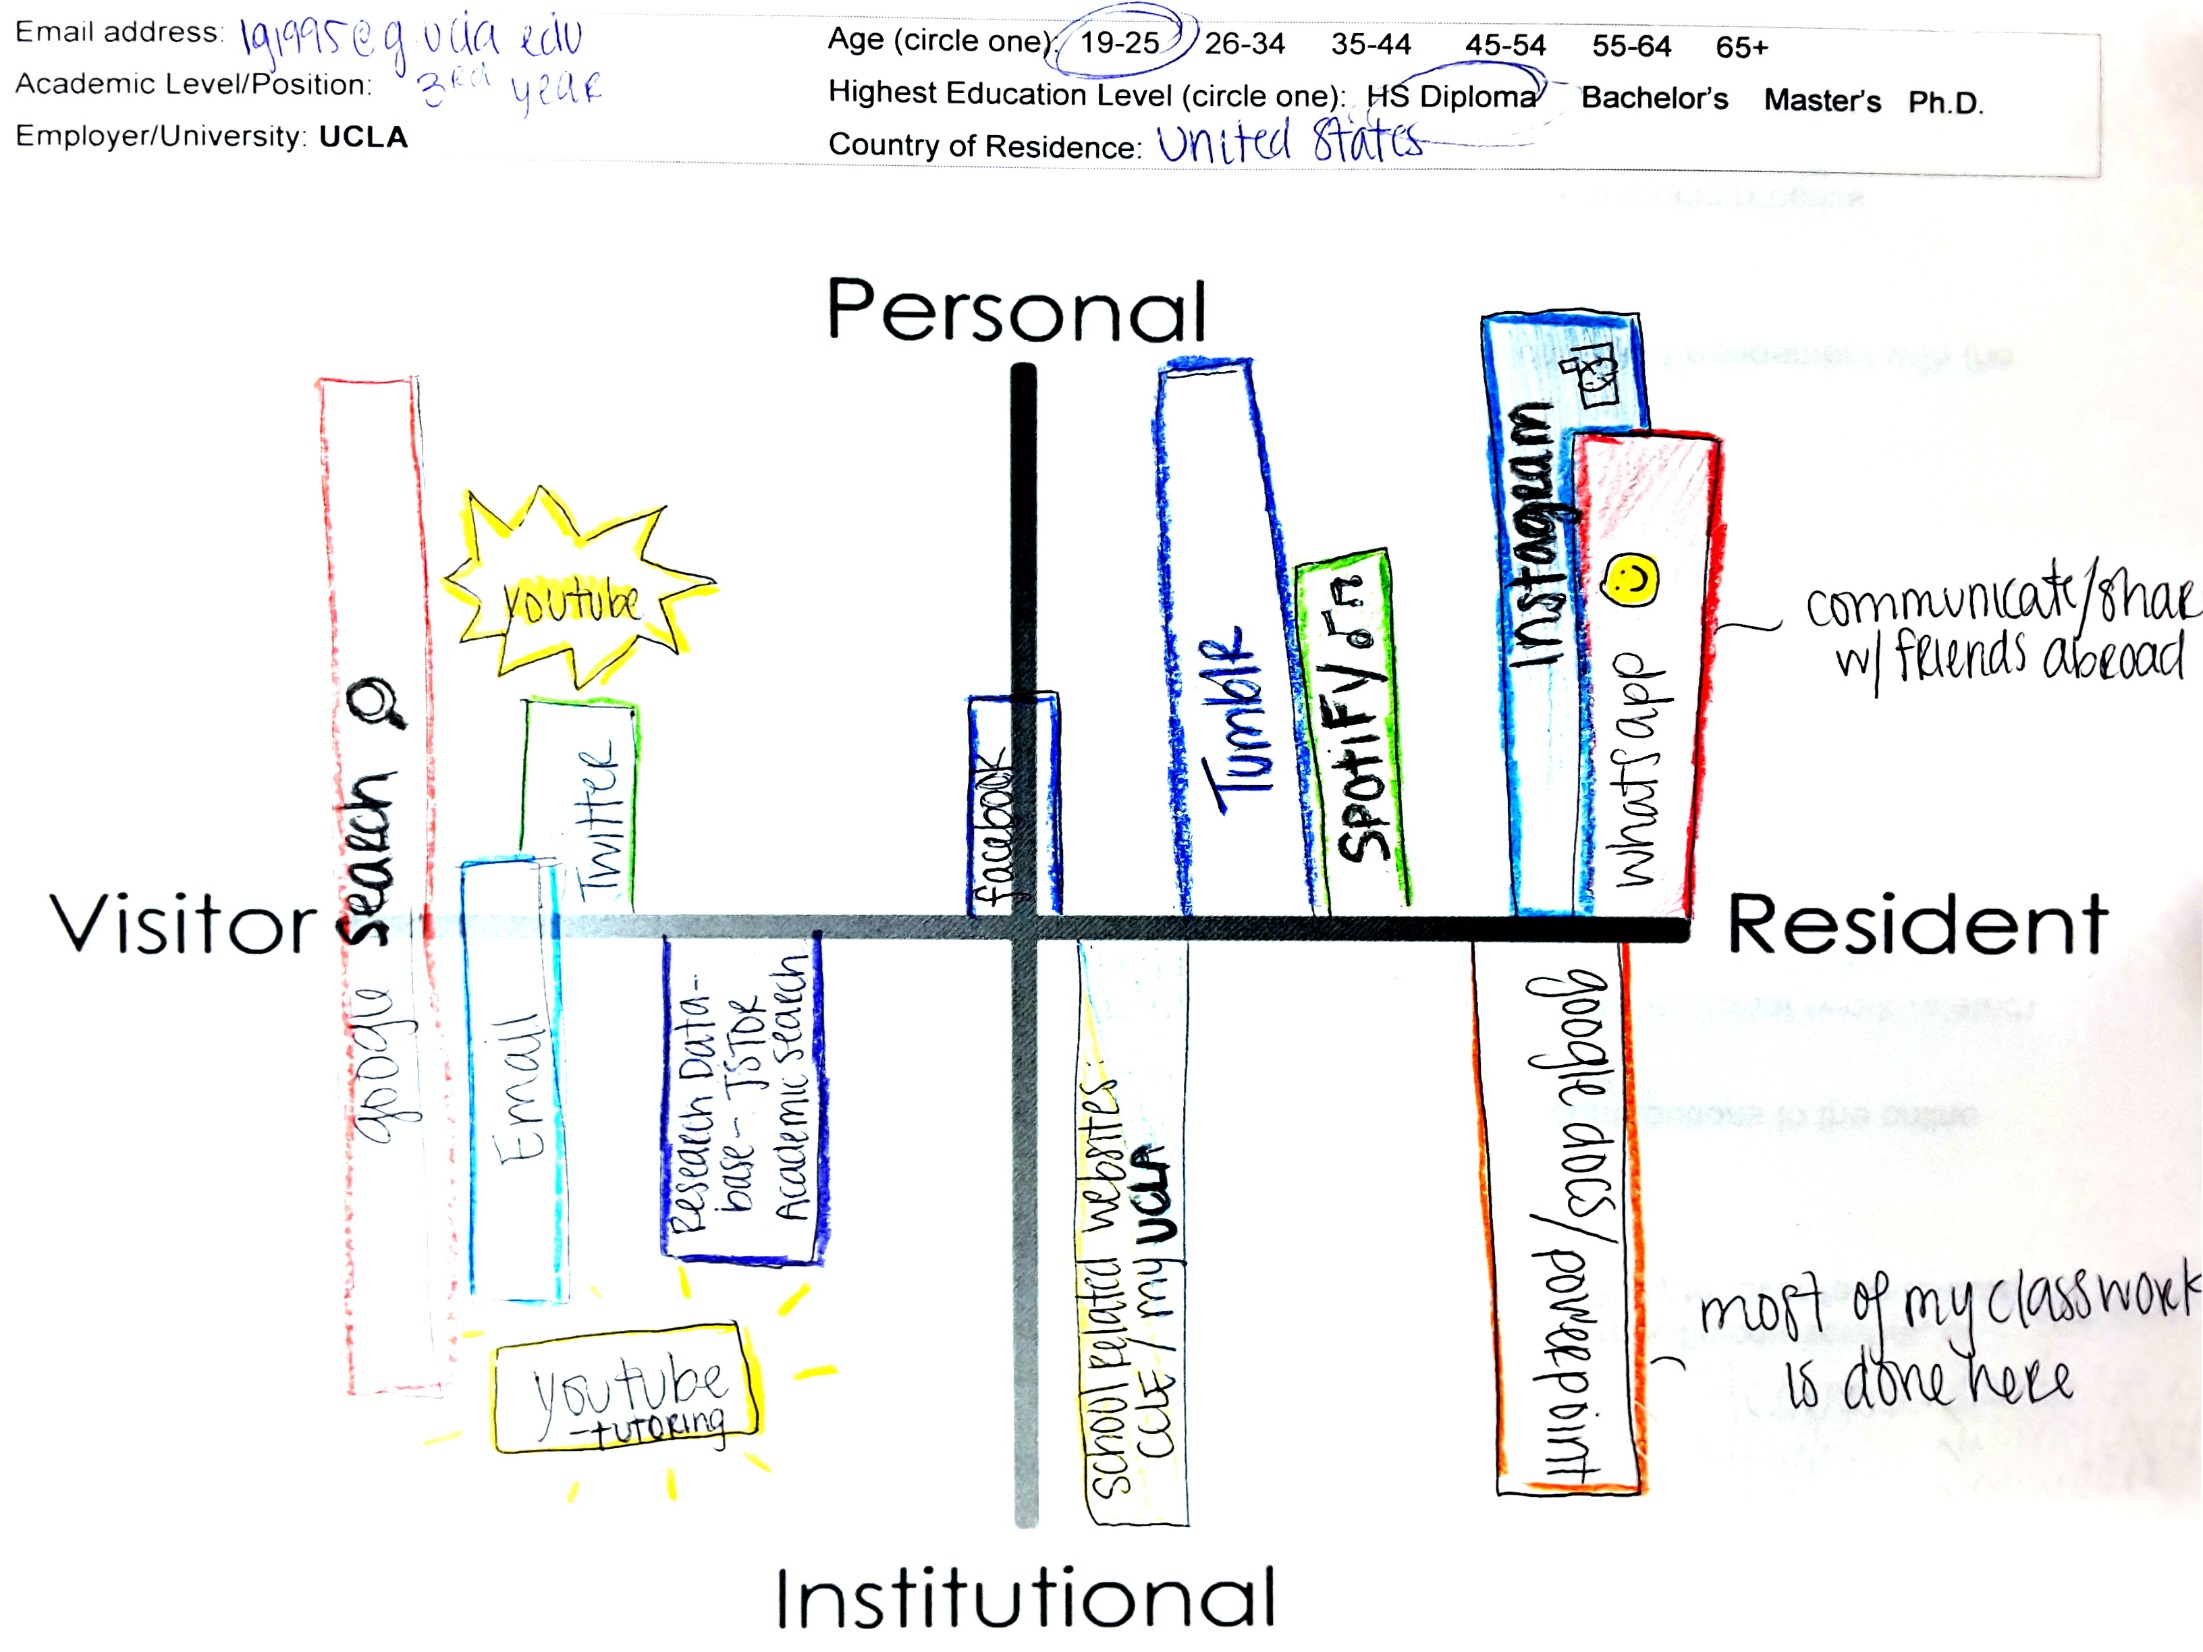 Email address: lg1995@g.ucla.edu
Academic Level/Position: 3rd year
Employer/University: UCLA
Age (circle one): 19-25 26-34 35-44 45-54 55-64 65+
Highest Education Level (circle one): HS Diploma Bachelor's Master's Ph.D.
Country of Residence: United States
Personal
Visitor
Resident
Institutional
google search
youtube
Twitter
Email
Research Data-
base - JSTOR
Academic search
youtube
-tutoring
facebook
Tumblr
Spotify
Instagram
whatsapp
communicate/share
w/ friends abroad
school related websites:
CCLE / my UCLA
google docs/powerpoint
most of my classwork
is done here